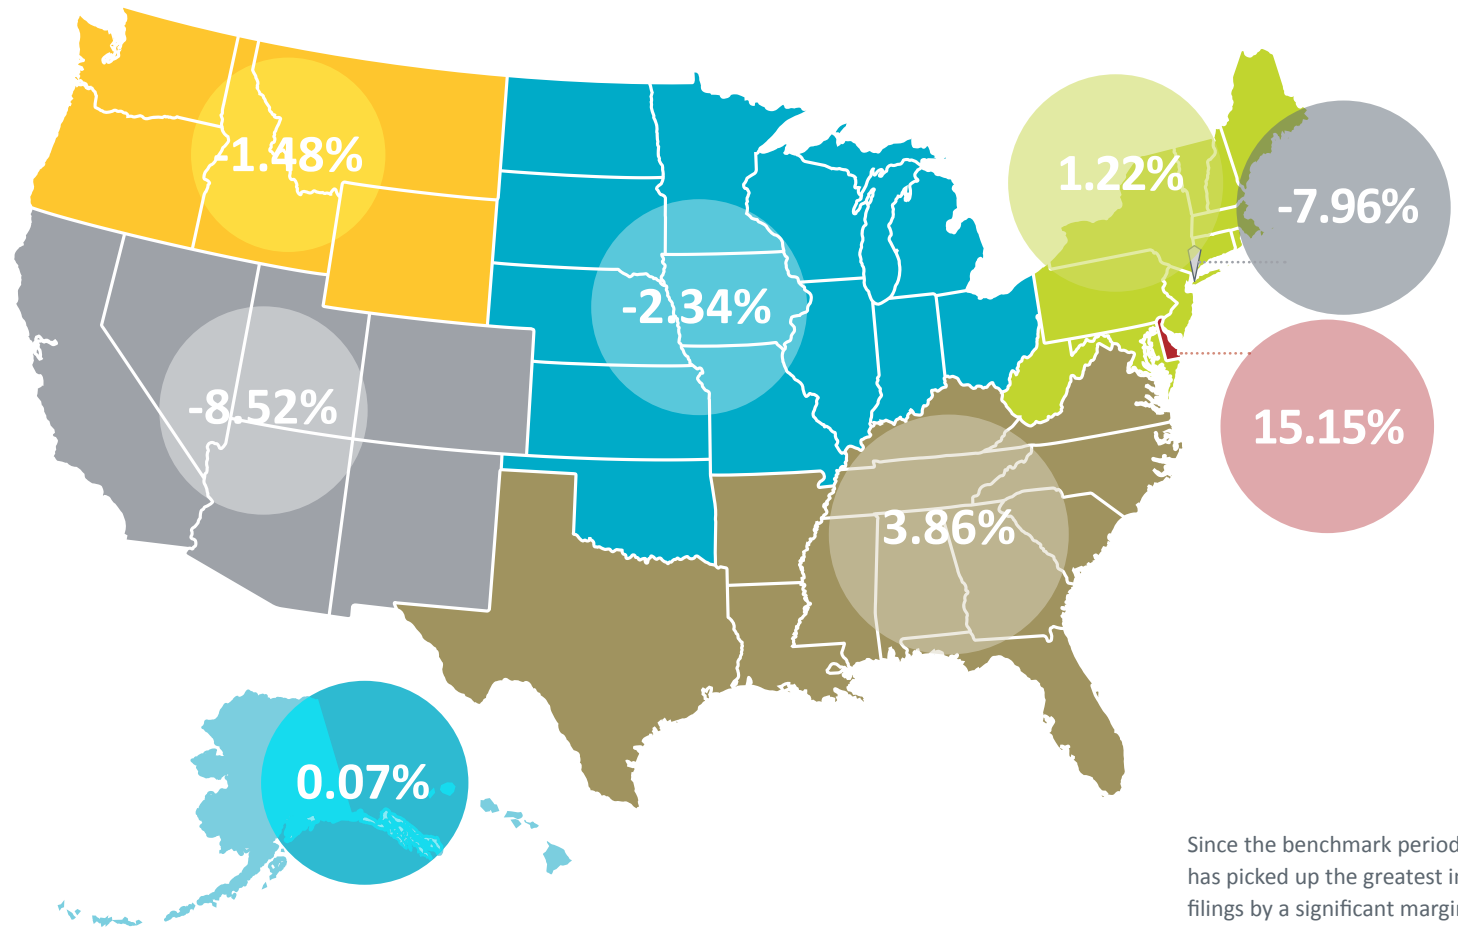 -1.48%
1.22%
-7.96%
-2.34%
-8.52%
15.15%
3.86%
0.07%
Since the benchmark period
has picked up the greatest
filings by a significant